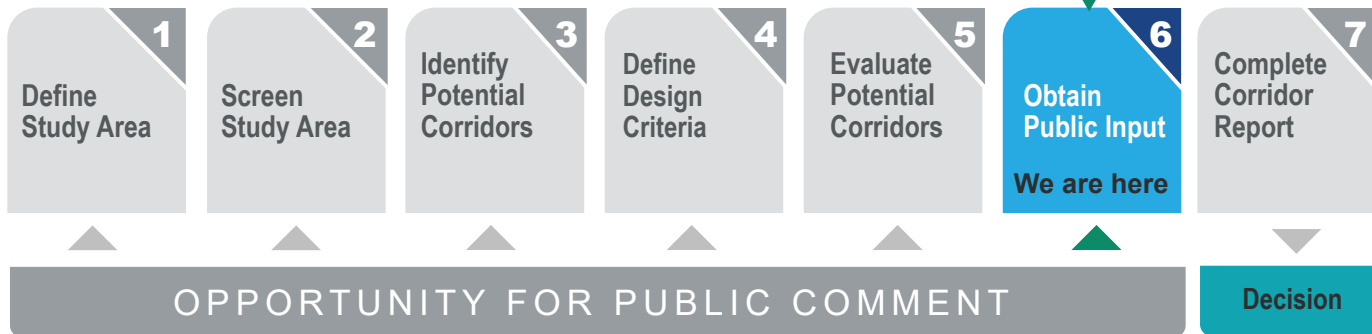 1
Define
Study Area
2
Screen
Study Area
3
Identify
Potential
Corridors
4
Define
Design
Criteria
5
Evaluate
Potential
Corridors
6
Obtain
Public Input
We are here
7
Complete
Corridor
Report
OPPORTUNITY FOR PUBLIC COMMENT
Decision